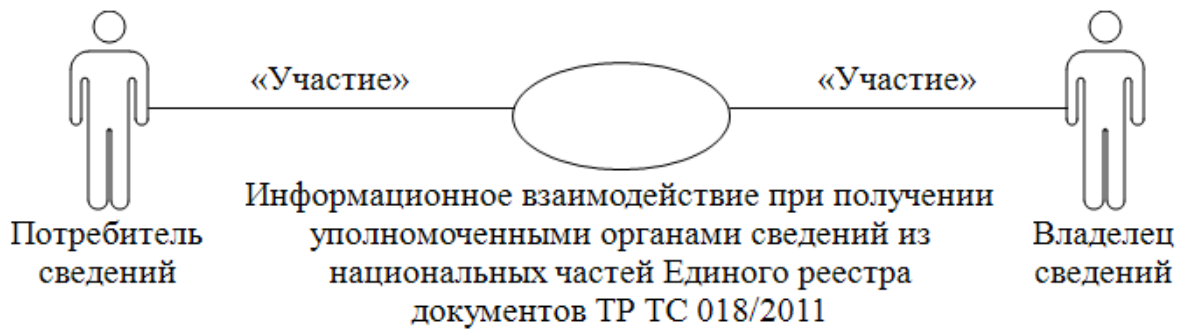 «Участие»
«Участие»
Информационное взаимодействие при получении
уполномоченными органами сведений из
национальных частей Единого реестра
документов ТР ТС 018/2011
Потребитель
сведений
Владелец
сведений